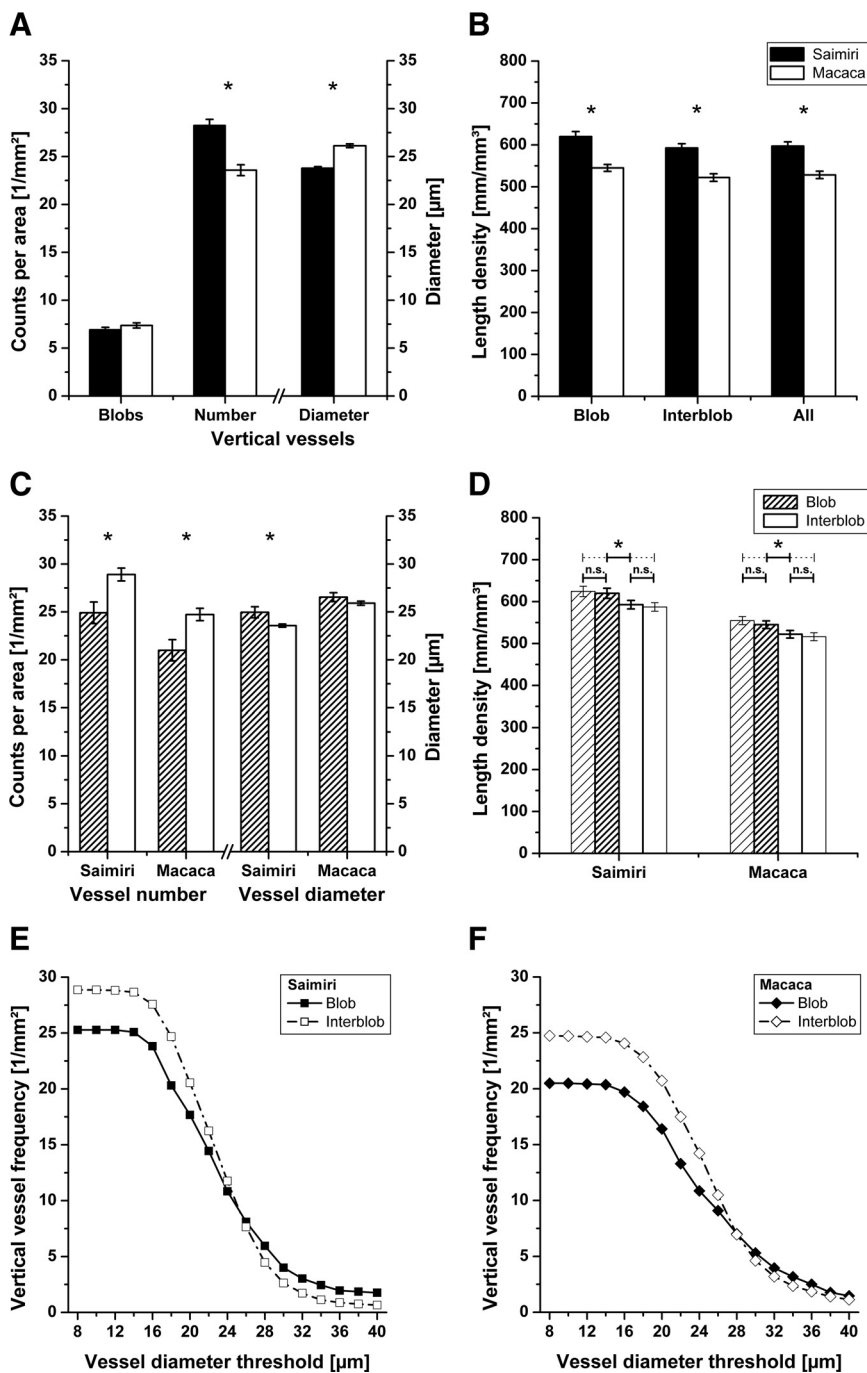 A
Counts per area [1/mm²]
35
30
25
20
15
10
5
0
* *
35
30
25
20
15
10
5
0
Diameter [µm]
Blobs Number Diameter
Vertical vessels
B
Saimiri
Macaca
Length density [mm/mm³]
800
700
600
500
400
300
200
100
0
* * *
Blob Interblob All
C
Counts per area [1/mm²]
35
30
25
20
15
10
5
0
* * *
35
30
25
20
15
10
5
0
Diameter [µm]
Saimiri Macaca Saimiri Macaca
Vessel number Vessel diameter
D
Blob
Interblob
Length density [mm/mm³]
800
700
600
500
400
300
200
100
0
* *
n.s. n.s. n.s. n.s.
Saimiri Macaca
E
Saimiri
Blob
Interblob
Vertical vessel frequency [1/mm²]
30
25
20
15
10
5
0
8 12 16 20 24 28 32 36 40
Vessel diameter threshold [µm]
F
Macaca
Blob
Interblob
Vertical vessel frequency [1/mm²]
30
25
20
15
10
5
0
8 12 16 20 24 28 32 36 40
Vessel diameter threshold [µm]